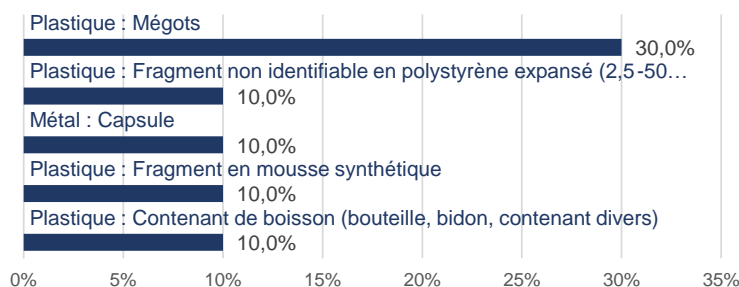 Plastique : Mégots
30,0%
Plastique : Fragment non identifiable en polystyrène expansé (2,5-50…
10,0%
Métal : Capsule
10,0%
Plastique : Fragment en mousse synthétique
10,0%
Plastique : Contenant de boisson (bouteille, bidon, contenant divers)
10,0%
0% 5% 10% 15% 20% 25% 30% 35%